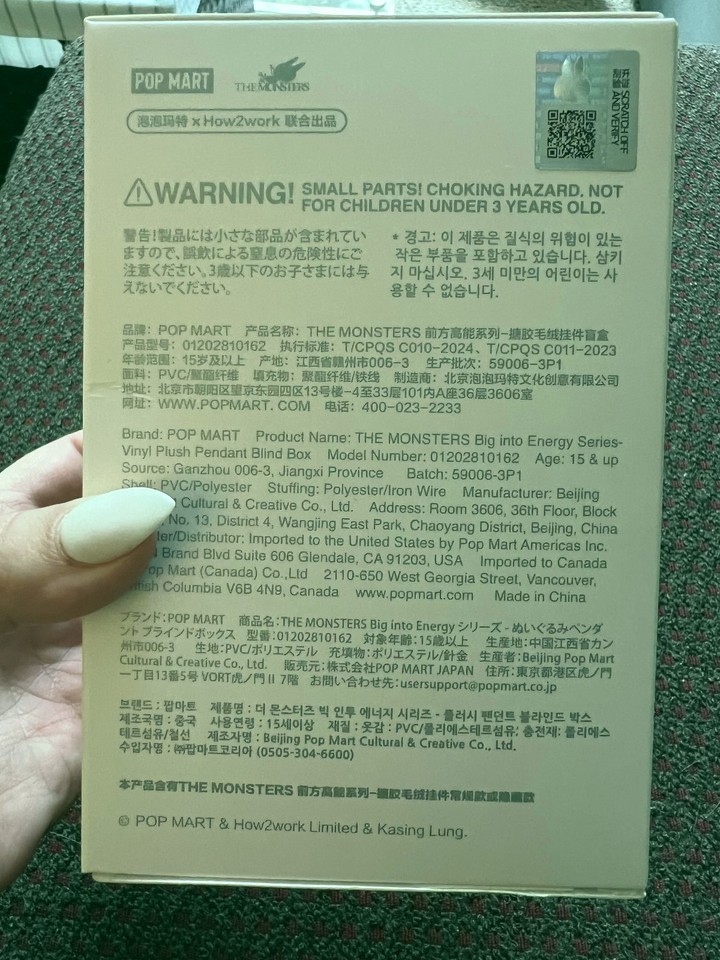 POP MART
THE MONSTERS
泡泡玛特 x How2work 联合出品
SCRATCH OFF
AND VERIFY
WARNING! SMALL PARTS! CHOKING HAZARD. NOT
FOR CHILDREN UNDER 3 YEARS OLD.
警告!製品には小さな部品が含まれてい
ますので、誤飲による窒息の危険性にご
注意ください。3歳以下のお子さまには与
えないでください。
* 경고: 이 제품은 질식의 위험이 있는
작은 부품을 포함하고 있습니다. 삼키
지 마십시오. 3세 미만의 어린이는 사
용할 수 없습니다.
品牌: POP MART 产品名称: THE MONSTERS 前方高能系列-搪胶毛绒挂件盲盒
产品型号: 01202810162 执行标准: T/CPQS C010-2024、T/CPQS C011-2023
年龄范围: 15岁及以上 产地: 江西省赣州市006-3 生产批次: 59006-3P1
面料: PVC/聚酯纤维 填充物: 聚酯纤维/铁线 制造商: 北京泡泡玛特文化创意有限公司
地址: 北京市朝阳区望京东园四区13号楼-4至33层101内A座36层3606室
网址: WWW.POPMART.COM 电话: 400-023-2233
Brand: POP MART Product Name: THE MONSTERS Big into Energy Series-
Vinyl Plush Pendant Blind Box Model Number: 01202810162 Age: 15 & up
Source: Ganzhou 006-3, Jiangxi Province Batch: 59006-3P1
Shell: PVC/Polyester Stuffing: Polyester/Iron Wire Manufacturer: Beijing
Cultural & Creative Co., Ltd. Address: Room 3606, 36th Floor, Block
No. 13, District 4, Wangjing East Park, Chaoyang District, Beijing, China
ter/Distributor: Imported to the United States by Pop Mart Americas Inc.
Brand Blvd Suite 606 Glendale, CA 91203, USA Imported to Canada
op Mart (Canada) Co.,Ltd 2110-650 West Georgia Street, Vancouver,
tish Columbia V6B 4N9, Canada www.popmart.com Made in China
ブランド:POP MART 商品名:THE MONSTERS Big into Energy シリーズ - ぬいぐるみペンダ
ント ブラインドボックス 型番:01202810162 対象年齢:15歳以上 生産地:中国江西省カン
州市006-3 生地:PVC/ポリエステル 充填物:ポリエステル/針金 生産者:Beijing Pop Mart
Cultural & Creative Co., Ltd. 販売元:株式会社POP MART JAPAN 住所:東京都港区虎ノ門
一丁目13番5号 VORT虎ノ門 II 7階 お問い合わせ先:usersupport@popmart.co.jp
브랜드 : 팝마트 제품명 : 더 몬스터즈 빅 인투 에너지 시리즈 - 플러시 펜던트 블라인드 박스
제조국명 : 중국 사용연령 : 15세이상 재질 : 옷감 : PVC/폴리에스테르섬유; 충전재: 폴리에스
테르섬유/철선 제조자명 : Beijing Pop Mart Cultural & Creative Co., Ltd.
수입자명 : ㈜팝마트코리아 (0505-304-6600)
本产品含有THE MONSTERS 前方高能系列-搪胶毛绒挂件常规款或隐藏款
© POP MART & How2work Limited & Kasing Lung.